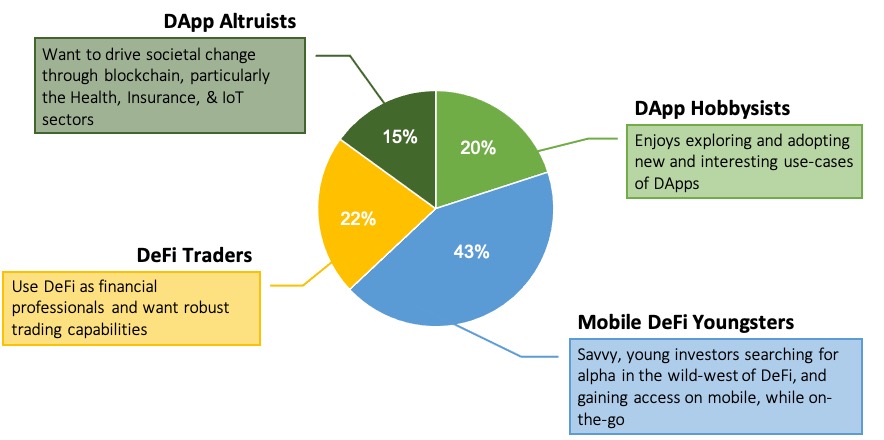 DApp Altruists
Want to drive societal change
through blockchain, particularly
the Health, Insurance, & IoT
sectors
15%
20%
DApp Hobbysists
Enjoys exploring and adopting
new and interesting use-cases
of DApps
22%
43%
DeFi Traders
Use DeFi as financial
professionals and want robust
trading capabilities
Mobile DeFi Youngsters
Savvy, young investors searching for
alpha in the wild-west of DeFi, and
gaining access on mobile, while on-
the-go